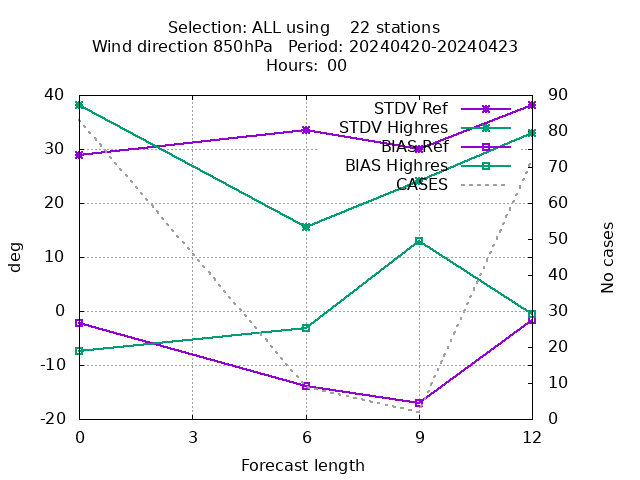 Selection: ALL using    22 stations
Wind direction 850hPa   Period: 20240420-20240423
Hours: 00
STDV Ref
STDV Highres
BIAS Ref
BIAS Highres
CASES
40
30
20
10
0
-10
-20
deg
90
80
70
60
50
40
30
20
10
0
No cases
0 3 6 9 12
Forecast length